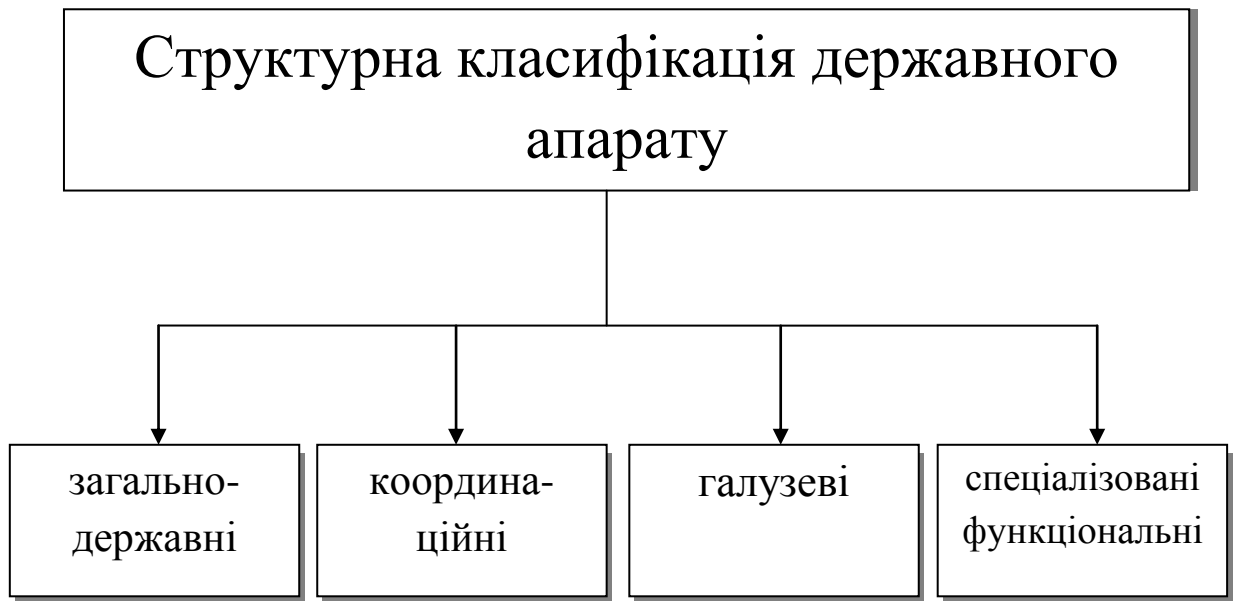 Структурна класифікація державного
апарату
загально-
державні
координа-
ційні
галузеві
спеціалізовані
функціональні